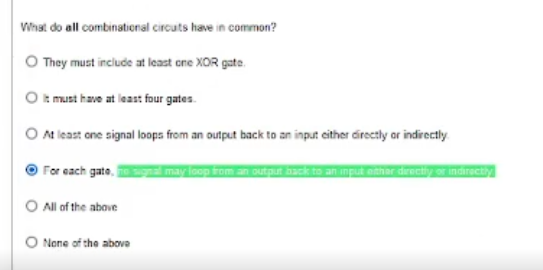 What do all combinational circuits have in common?
They must include at least one XOR gate.
It must have at least four gates.
At least one signal loops from an output back to an input either directly or indirectly.
For each gate, no signal may loop from an output back to an input either directly or indirectly.
All of the above
None of the above